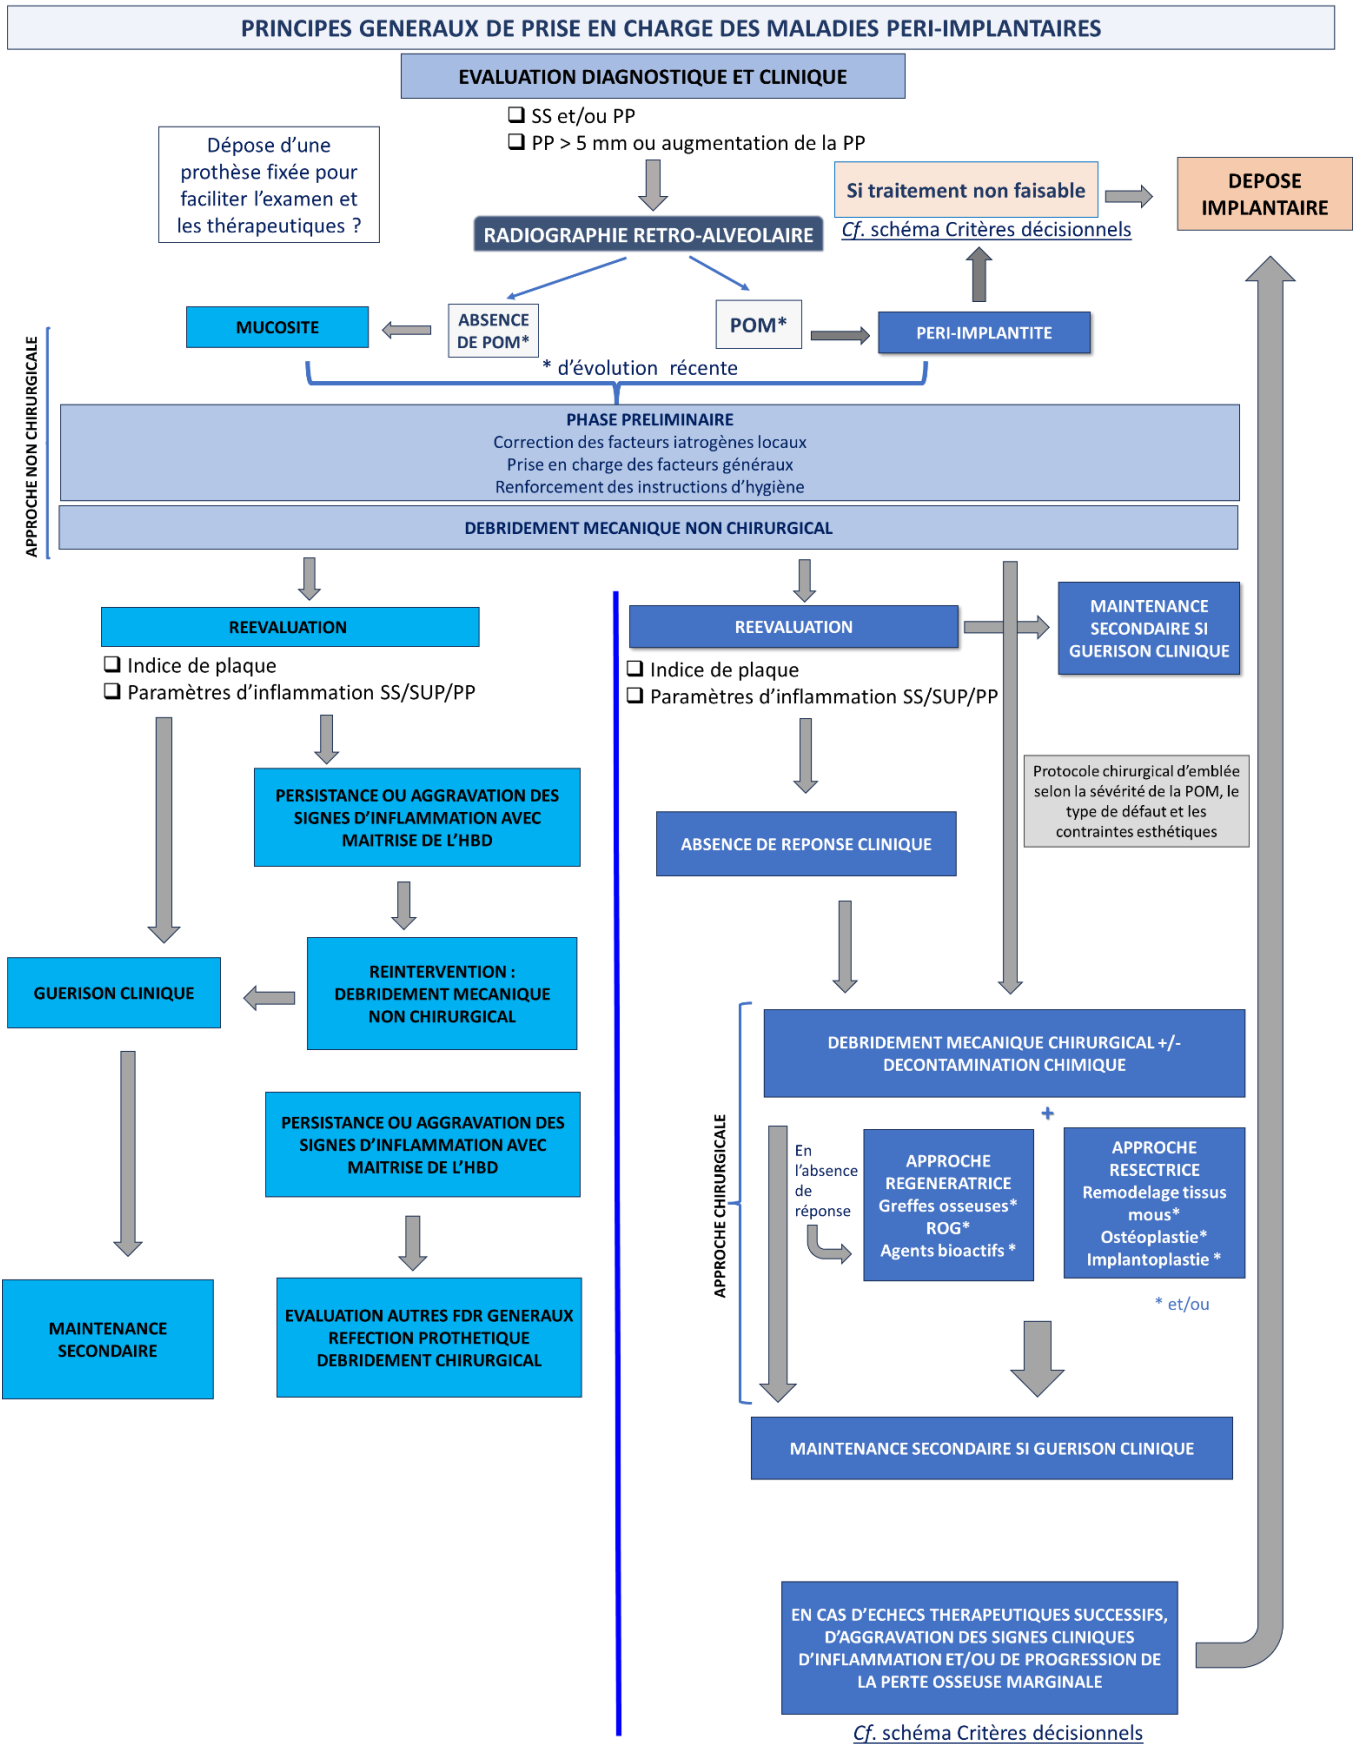 PRINCIPES GENERAUX DE PRISE EN CHARGE DES MALADIES PERI-IMPLANTAIRES
EVALUATION DIAGNOSTIQUE ET CLINIQUE
❑ SS et/ou PP
❑ PP > 5 mm ou augmentation de la PP
Dépose d’une
prothèse fixée pour
faciliter l’examen et
les thérapeutiques ?
Si traitement non faisable
Cf. schéma Critères décisionnels
DEPOSE
IMPLANTAIRE
RADIOGRAPHIE RETRO-ALVEOLAIRE
MUCOSITE
ABSENCE
DE POM*
POM*
PERI-IMPLANTITE
* d’évolution récente
APPROCHE NON CHIRURGICALE
PHASE PRELIMINAIRE
Correction des facteurs iatrogènes locaux
Prise en charge des facteurs généraux
Renforcement des instructions d’hygiène
DEBRIDEMENT MECANIQUE NON CHIRURGICAL
REEVALUATION
❑ Indice de plaque
❑ Paramètres d’inflammation SS/SUP/PP
PERSISTANCE OU AGGRAVATION DES
SIGNES D’INFLAMMATION AVEC
MAITRISE DE L’HBD
REINTERVENTION :
DEBRIDEMENT MECANIQUE
NON CHIRURGICAL
GUERISON CLINIQUE
PERSISTANCE OU AGGRAVATION DES
SIGNES D’INFLAMMATION AVEC
MAITRISE DE L’HBD
MAINTENANCE
SECONDAIRE
EVALUATION AUTRES FDR GENERAUX
REFECTION PROTHETIQUE
DEBRIDEMENT CHIRURGICAL
REEVALUATION
❑ Indice de plaque
❑ Paramètres d’inflammation SS/SUP/PP
MAINTENANCE
SECONDAIRE SI
GUERISON CLINIQUE
Protocole chirurgical d’emblée
selon la sévérité de la POM, le
type de défaut et les
contraintes esthétiques
ABSENCE DE REPONSE CLINIQUE
APPROCHE CHIRURGICALE
DEBRIDEMENT MECANIQUE CHIRURGICAL +/-
DECONTAMINATION CHIMIQUE
+
En
l’absence
de
réponse
APPROCHE
REGENERATRICE
Greffes osseuses*
ROG*
Agents bioactifs *
APPROCHE
RESECTRICE
Remodelage tissus
mous*
Ostéoplastie*
Implantoplastie *
* et/ou
MAINTENANCE SECONDAIRE SI GUERISON CLINIQUE
EN CAS D’ECHECS THERAPEUTIQUES SUCCESSIFS,
D’AGGRAVATION DES SIGNES CLINIQUES
D’INFLAMMATION ET/OU DE PROGRESSION DE
LA PERTE OSSEUSE MARGINALE
Cf. schéma Critères décisionnels